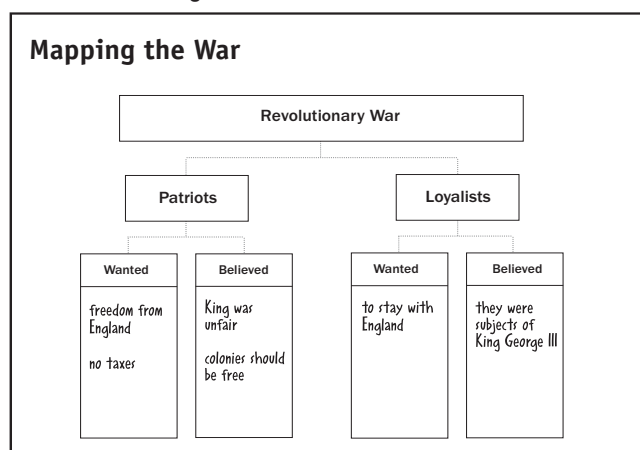 Mapping the War
Revolutionary War
Patriots
Loyalists
Wanted
freedom from
England
no taxes
Believed
King was
unfair
colonies should
be free
Wanted
to stay with
England
Believed
they were
subjects of
King George III